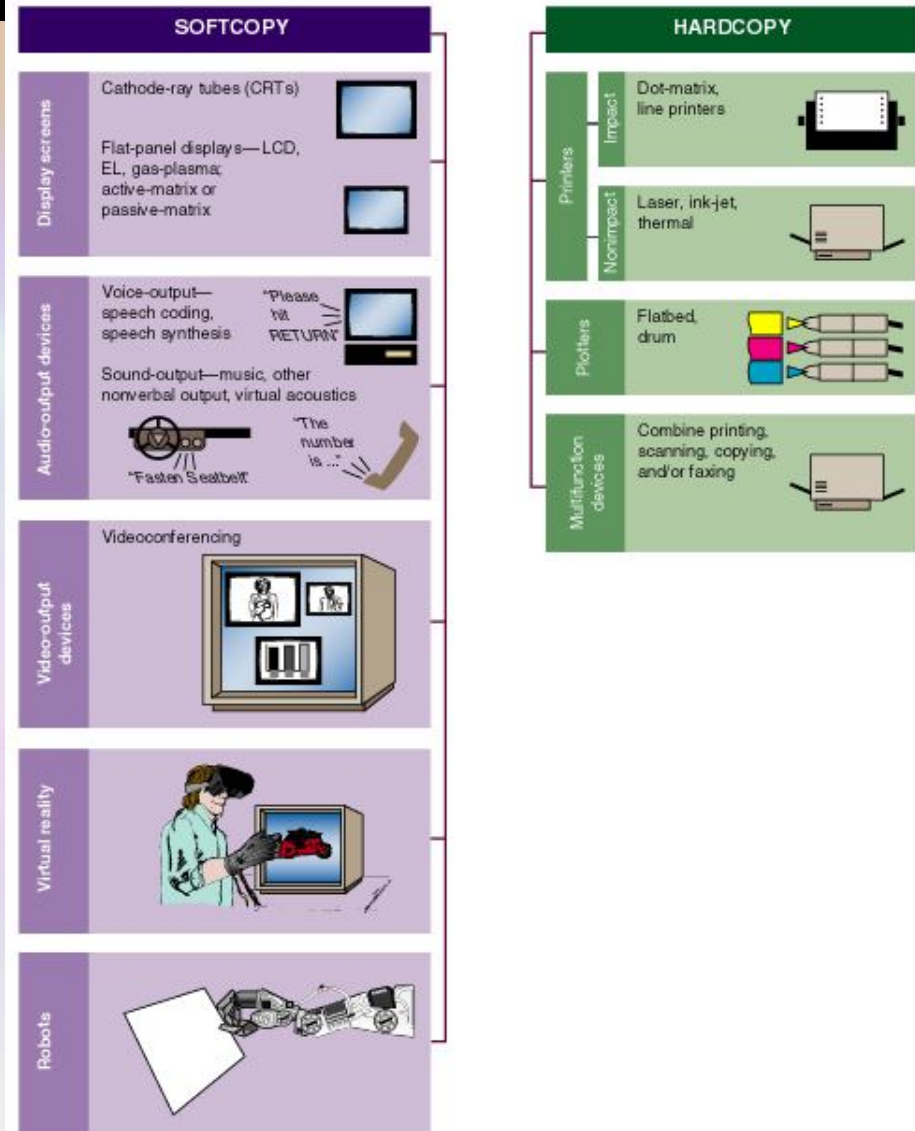 SOFTCOPY
Display screens
Cathode-ray tubes (CRTs)
Flat-panel displays—LCD,
EL, gas-plasma;
active-matrix or
passive-matrix
Audio-output devices
Voice-output—
speech coding,
speech synthesis
"Please
hit
RETURN"
Sound-output—music, other
nonverbal output, virtual acoustics
"Fasten Seatbelt"
"The
number
is ..."
Video-output
devices
Videoconferencing
Virtual reality
Robots
HARDCOPY
Printers
Impact
Dot-matrix,
line printers
Nonimpact
Laser, ink-jet,
thermal
Plotters
Flatbed,
drum
Multifunction
devices
Combine printing,
scanning, copying,
and/or faxing